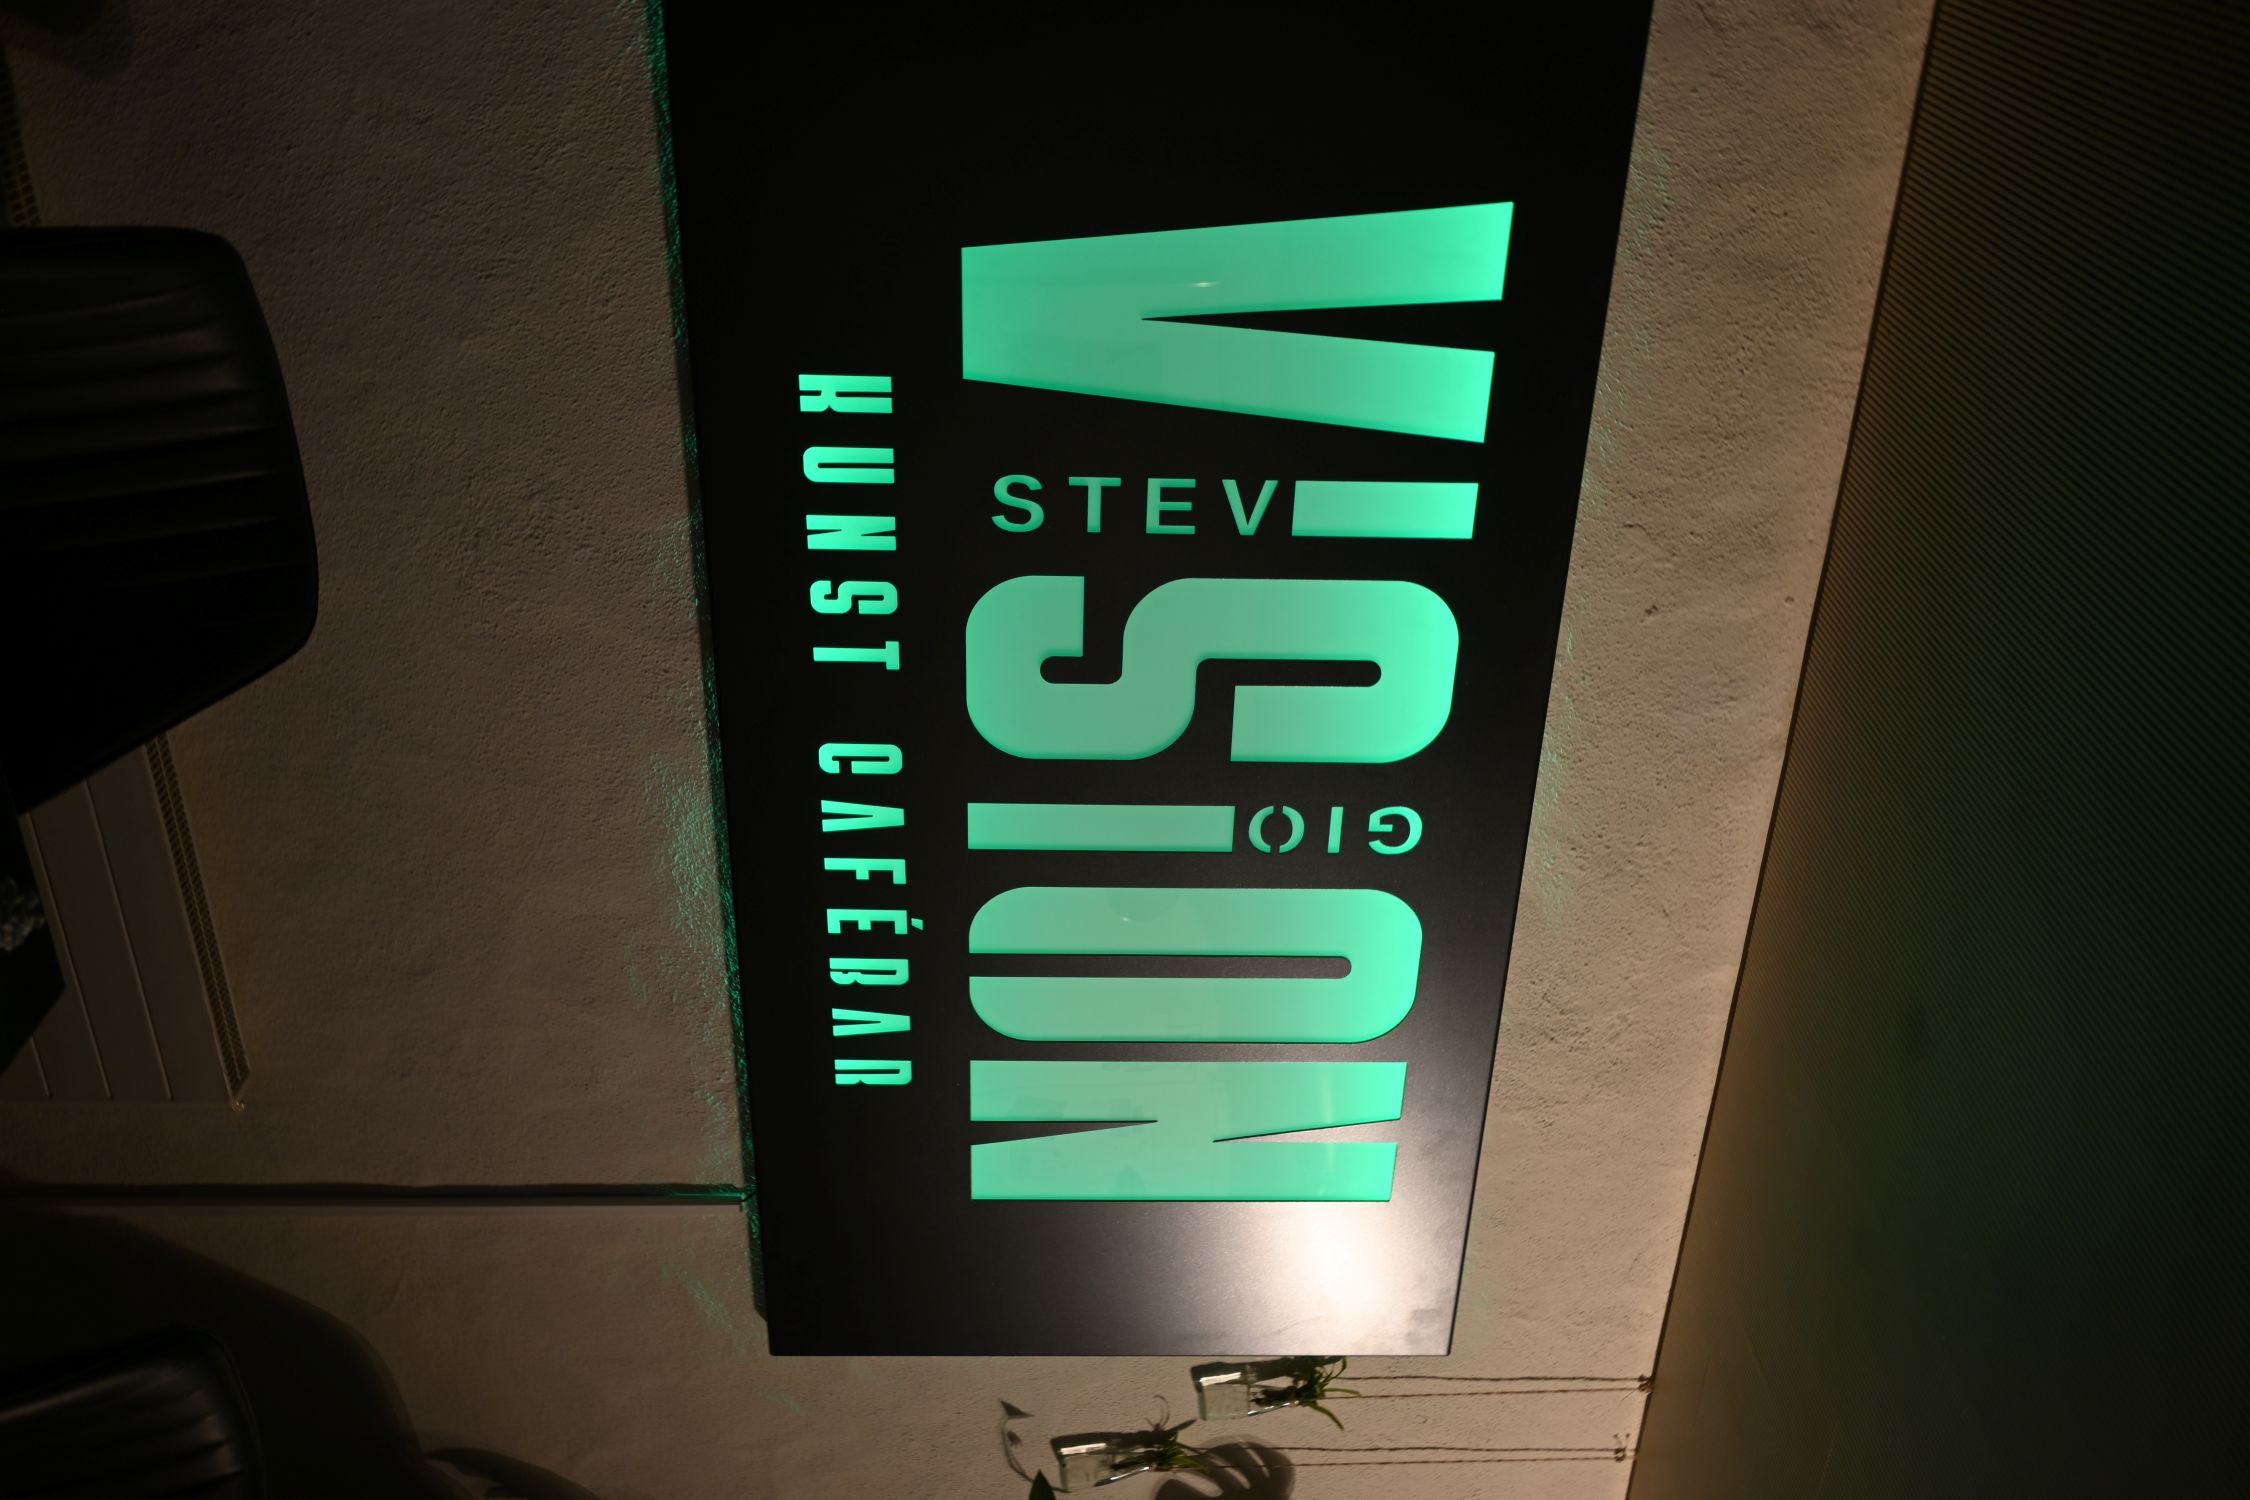 VISION
STEV
GIO
KUNST CAFÉBAR